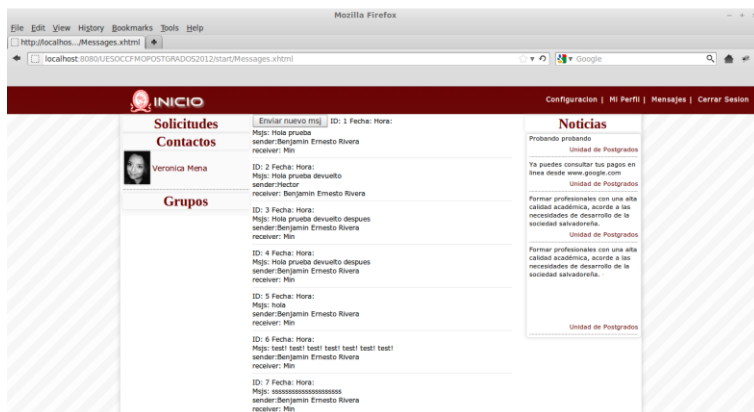 Mozilla Firefox
File Edit View History Bookmarks Tools Help
http://localhos.../Messages.xhtml
localhost:8080/UESOCCFMOPOSTGRADOS2012/start/Messages.xhtml
Google
INICIO
Configuracion | Mi Perfil | Mensajes | Cerrar Sesion
Solicitudes
Contactos
Veronica Mena
Grupos
Enviar nuevo msj ID: 1 Fecha: Hora:
Msjs: Hola prueba
sender:Benjamin Ernesto Rivera
receiver: Min
ID: 2 Fecha: Hora:
Msjs: Hola prueba devuelto
sender:Hector
receiver: Benjamin Ernesto Rivera
ID: 3 Fecha: Hora:
Msjs: Hola prueba devuelto despues
sender:Benjamin Ernesto Rivera
receiver: Min
ID: 4 Fecha: Hora:
Msjs: Hola prueba devuelto despues
sender:Benjamin Ernesto Rivera
receiver: Min
ID: 5 Fecha: Hora:
Msjs: hola
sender:Benjamin Ernesto Rivera
receiver: Min
ID: 6 Fecha: Hora:
Msjs: test! test! test! test! test! test! test!
sender:Benjamin Ernesto Rivera
receiver: Min
ID: 7 Fecha: Hora:
Msjs: sssssssssssssssssssss
sender:Benjamin Ernesto Rivera
receiver: Min
Noticias
Probando probando
Unidad de Postgrados
Ya puedes consultar tus pagos en
linea desde www.google.com
Unidad de Postgrados
Formar profesionales con una alta
calidad académica, acorde a las
necesidades de desarrollo de la
sociedad salvadoreña.
Unidad de Postgrados
Formar profesionales con una alta
calidad académica, acorde a las
necesidades de desarrollo de la
sociedad salvadoreña.
Unidad de Postgrados